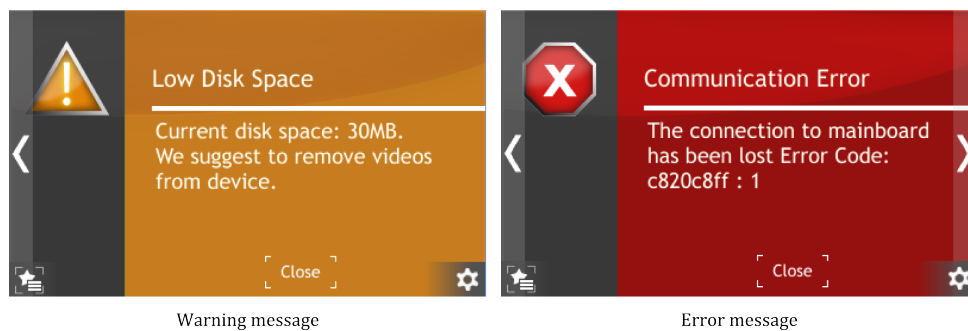 Low Disk Space
Current disk space: 30MB.
We suggest to remove videos
from device.
Close
Warning message
Communication Error
The connection to mainboard
has been lost Error Code:
c820c8ff : 1
Close
Error message